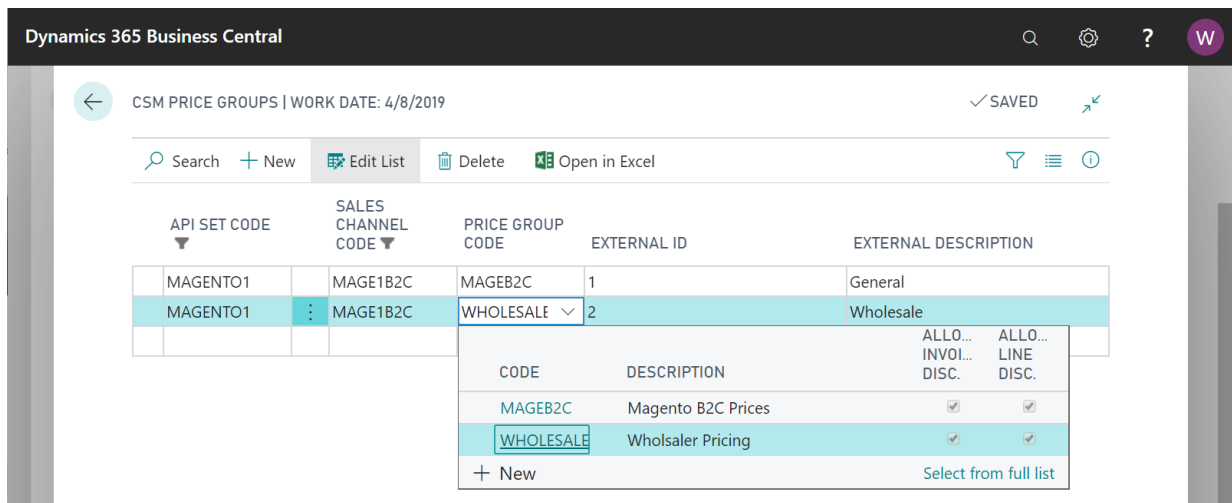 Dynamics 365 Business Central ? W
CSM PRICE GROUPS | WORK DATE: 4/8/2019 SAVED
Search + New Edit List Delete Open in Excel
API SET CODE
SALES
CHANNEL
CODE
PRICE GROUP
CODE
EXTERNAL ID
EXTERNAL DESCRIPTION
MAGENTO1 MAGE1B2C MAGEB2C 1 General
MAGENTO1 MAGE1B2C WHOLESALE 2 Wholesale
CODE
DESCRIPTION
ALLO...
INVOI...
DISC.
ALLO...
LINE
DISC.
MAGEB2C Magento B2C Prices
WHOLESALE Wholsaler Pricing
+ New Select from full list